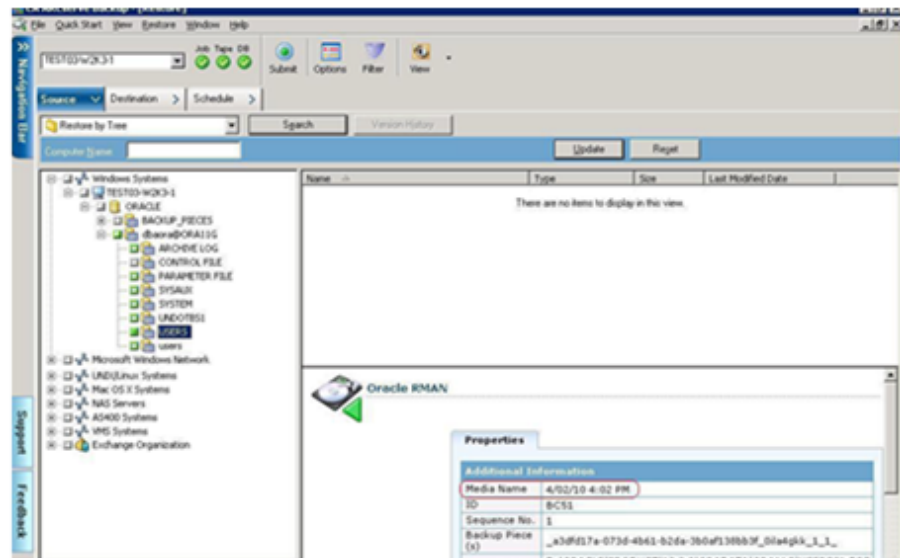 File Quick Start View Restore Window Help
TEST03-W2K3-1
Job Tape DB
Submit Options Filter View
Source Destination Schedule
Restore by Tree Search Version History
Computer Name Update Reset
Navigation Bar
Windows Systems
TEST03-W2K3-1
ORACLE
BACKUP_PIECES
dbaora@ORA11G
ARCHIVE LOG
CONTROL FILE
PARAMETER FILE
SYSAUX
SYSTEM
UNDOTBS1
USERS
users
Microsoft Windows Network
UNIX/Linux Systems
Mac OS X Systems
NAS Servers
AS400 Systems
VMS Systems
Exchange Organization
Support
Feedback
Name Type Size Last Modified Date
There are no items to display in this view.
Oracle RMAN
Properties
Additional Information
Media Name 4/02/10 4:02 PM
ID BC51
Sequence No. 1
Backup Piece
(s)